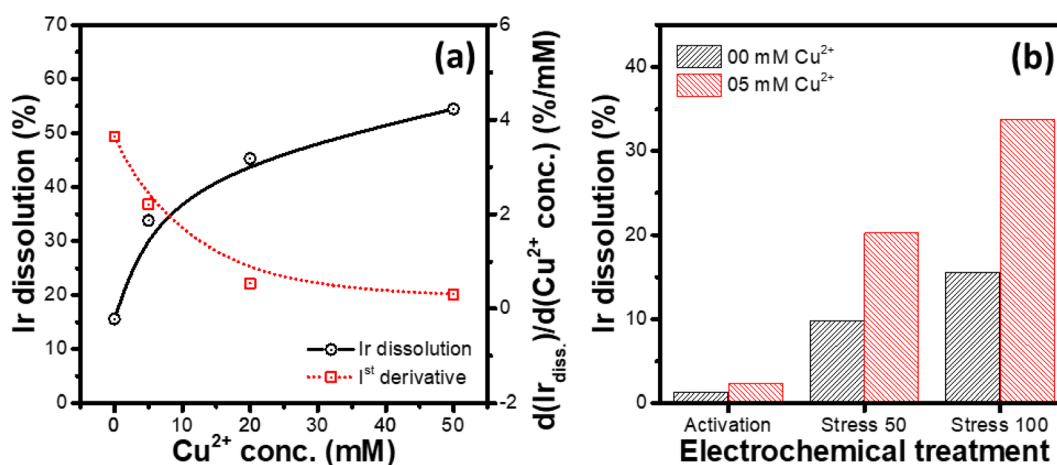 (a)
70
60
50
40
30
20
10
0
Ir dissolution (%)
6
4
2
0
-2
d(Ir_diss.)/d(Cu²⁺ conc.) (%/mM)
Ir dissolution
Iˢᵗ derivative
0 10 20 30 40 50
Cu²⁺ conc. (mM)
(b)
00 mM Cu²⁺
05 mM Cu²⁺
40
30
20
10
0
Ir dissolution (%)
Activation Stress 50 Stress 100
Electrochemical treatment